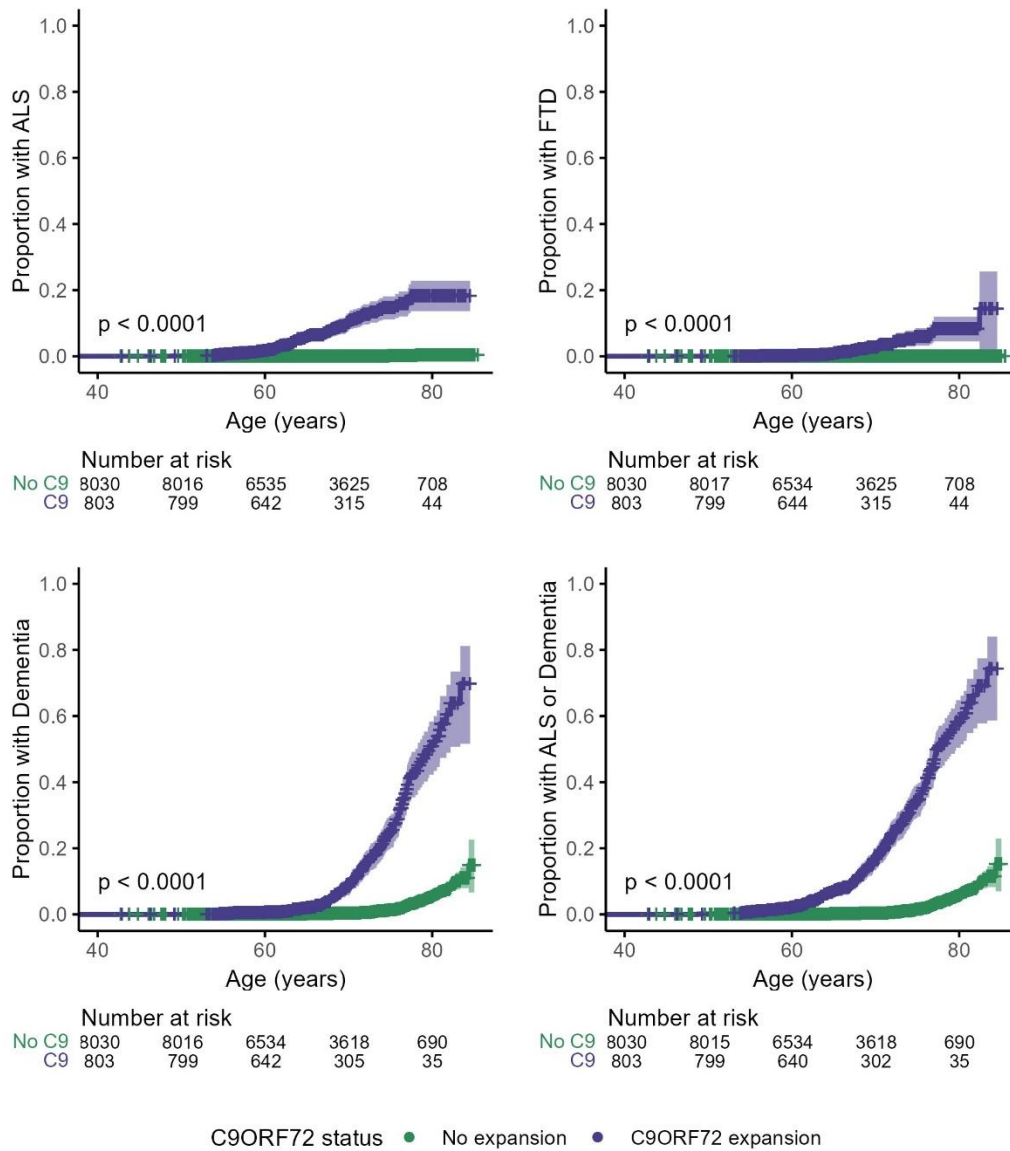 Proportion with ALS
1.0
0.8
0.6
0.4
0.2
0.0
p < 0.0001
40 60 80
Age (years)
Number at risk
No C9 8030 8016 6535 3625 708
C9 803 799 642 315 44
Proportion with FTD
1.0
0.8
0.6
0.4
0.2
0.0
p < 0.0001
40 60 80
Age (years)
Number at risk
No C9 8030 8017 6534 3625 708
C9 803 799 644 315 44
Proportion with Dementia
1.0
0.8
0.6
0.4
0.2
0.0
p < 0.0001
40 60 80
Age (years)
Number at risk
No C9 8030 8016 6534 3618 690
C9 803 799 642 305 35
Proportion with ALS or Dementia
1.0
0.8
0.6
0.4
0.2
0.0
p < 0.0001
40 60 80
Age (years)
Number at risk
No C9 8030 8015 6534 3618 690
C9 803 799 640 302 35
C9ORF72 status No expansion C9ORF72 expansion